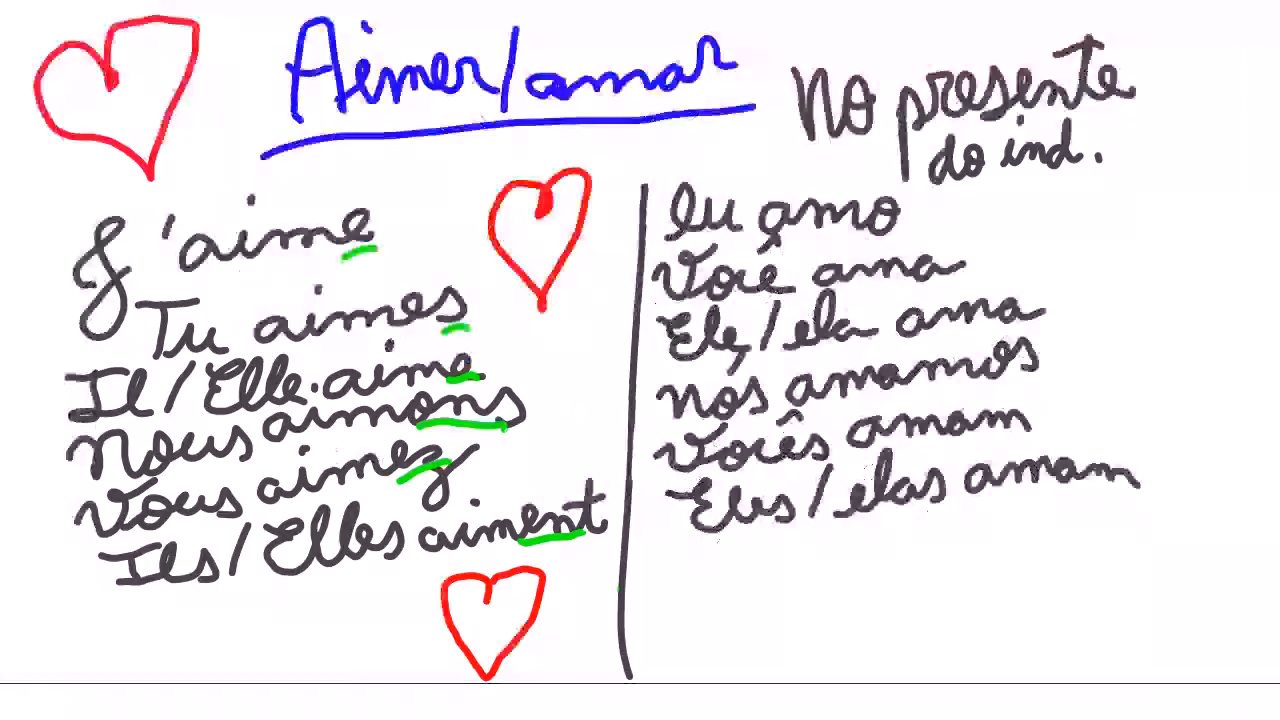 Aimer/amar
No presente
do ind.
J'aime
Tu aimes
Il/Elle aime
Nous aimons
Vous aimez
Ils/Elles aiment
Eu amo
Você ama
Ele/ela ama
Nós amamos
Vocês amam
Eles/elas amam